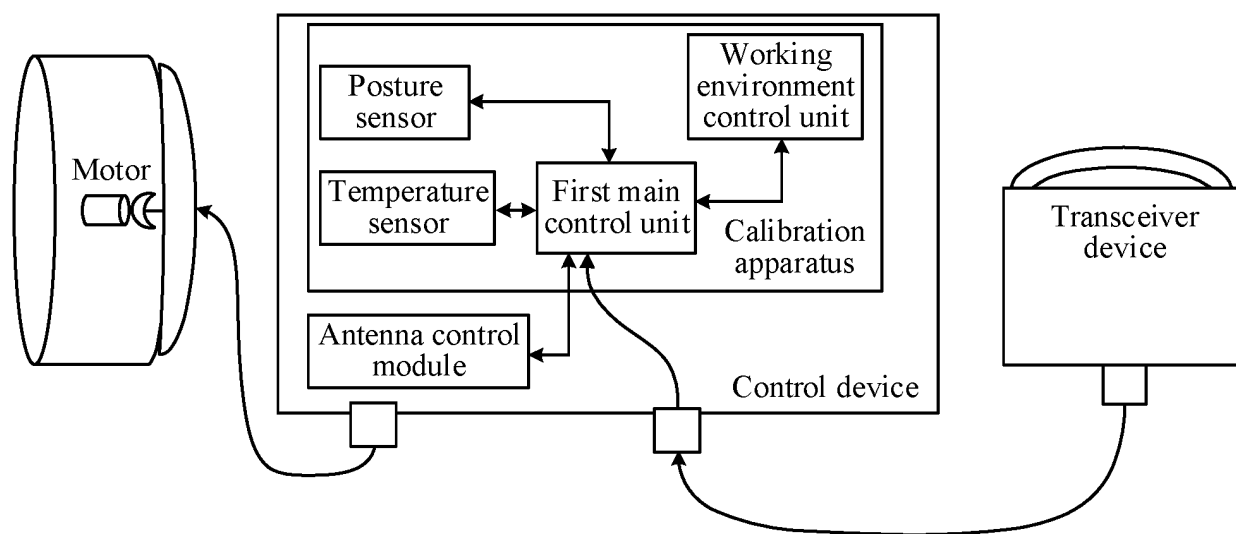 Motor
Posture
sensor
Working
environment
control unit
Temperature
sensor
First main
control unit
Calibration
apparatus
Antenna control
module
Control device
Transceiver
device